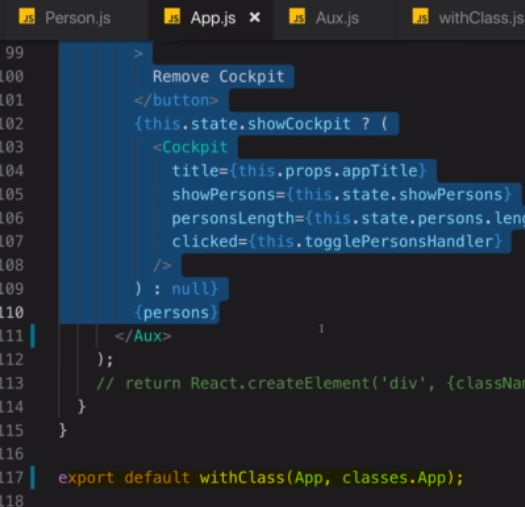 JS Person.js JS App.js × JS Aux.js JS withClass.js
99 >
100 Remove Cockpit
101 </button>
102 {this.state.showCockpit ? (
103 <Cockpit
104 title={this.props.appTitle}
105 showPersons={this.state.showPersons}
106 personsLength={this.state.persons.leng
107 clicked={this.togglePersonsHandler}
108 />
109 ) : null}
110 {persons}
111 </Aux>
112 );
113 // return React.createElement('div', {classNa
114 }
115 }
116
117 export default withClass(App, classes.App);
118